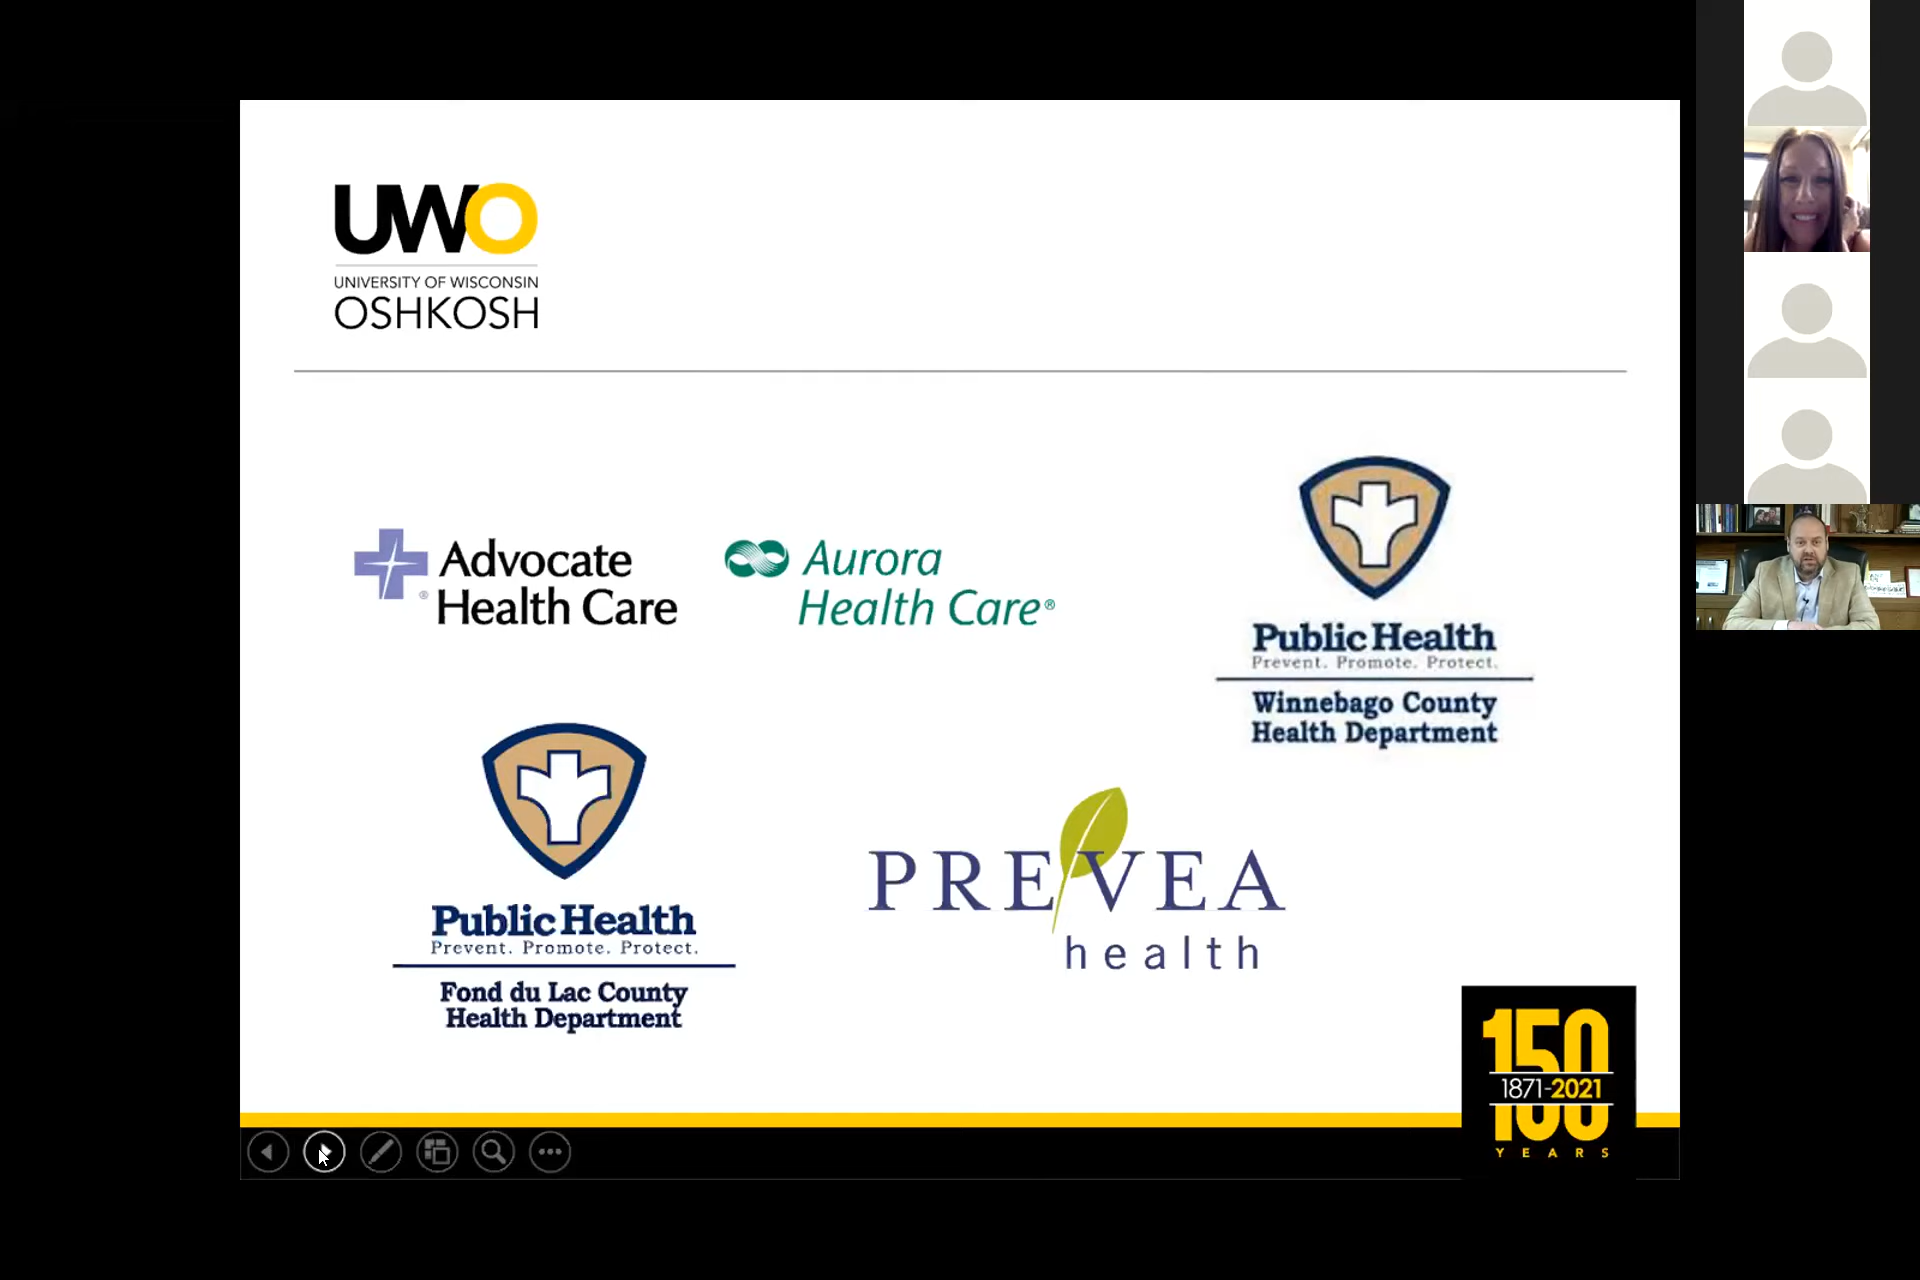 UWO
UNIVERSITY OF WISCONSIN
OSHKOSH
Advocate
Health Care
®
Aurora
Health Care®
Public Health
Prevent. Promote. Protect.
Winnebago County
Health Department
Public Health
Prevent. Promote. Protect.
Fond du Lac County
Health Department
PREVEA
health
150
1871-2021
YEARS